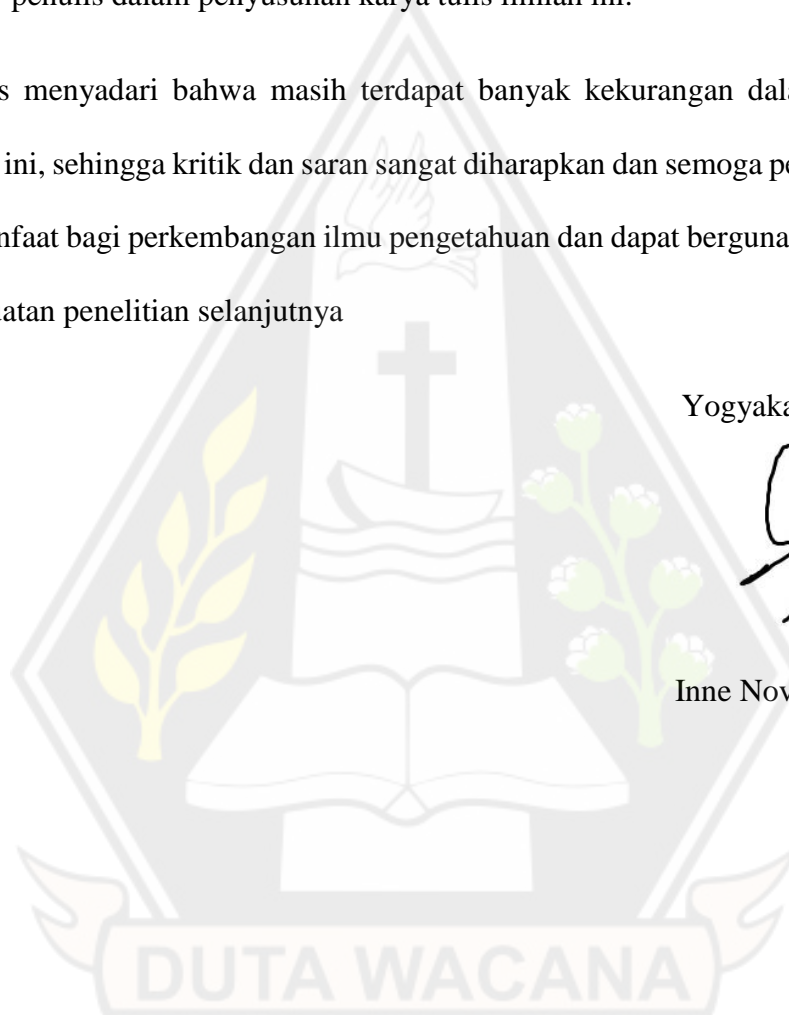 penulis dalam penyusunan karya tulis ilmiah ini.
s menyadari bahwa masih terdapat banyak kekurangan dala
ini, sehingga kritik dan saran sangat diharapkan dan semoga pe
nfaat bagi perkembangan ilmu pengetahuan dan dapat berguna
atan penelitian selanjutnya
Yogyaka
Inne Nov
DUTA WACANA